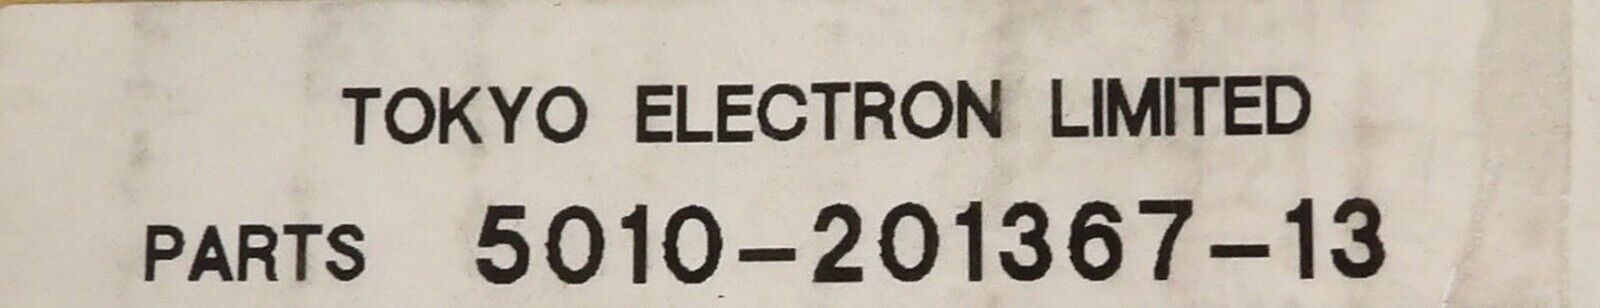 TOKYO ELECTRON LIMITED
PARTS 5010-201367-13